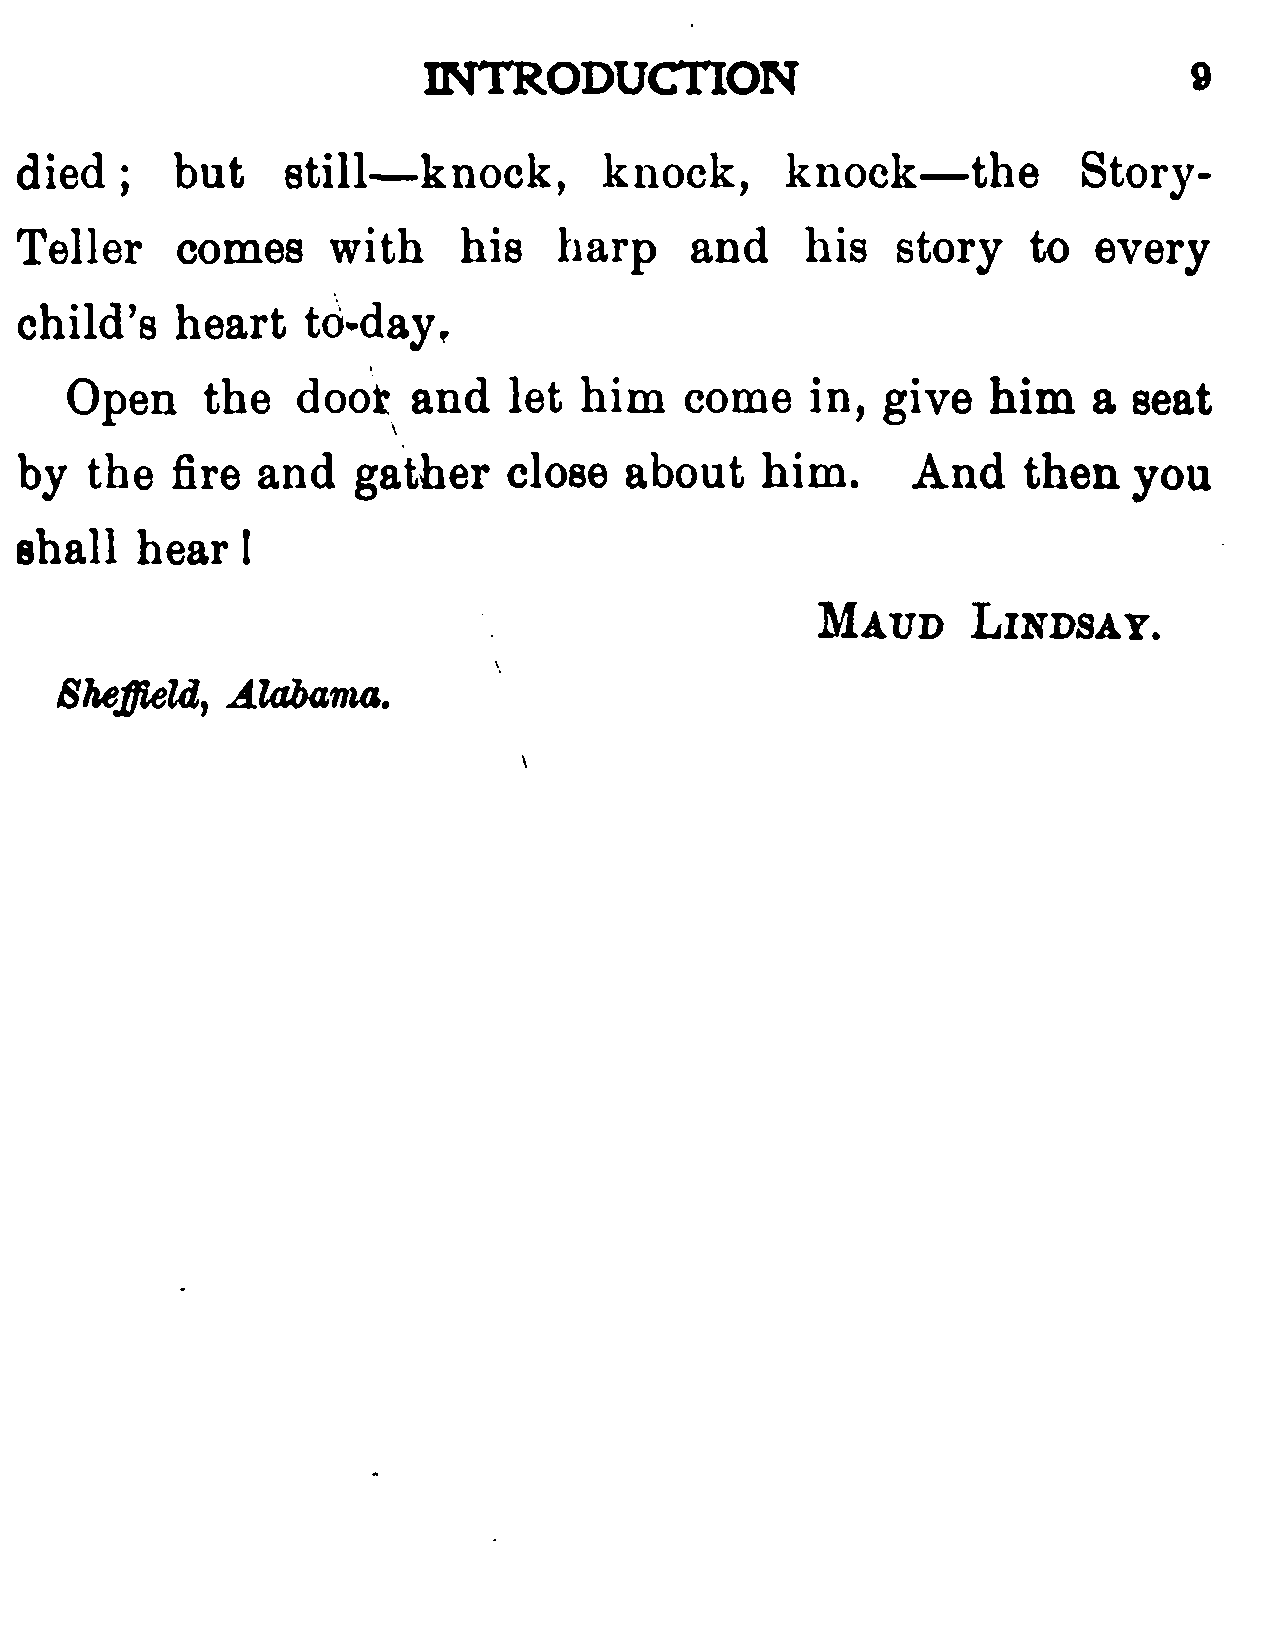 INTRODUCTION 9
died; but still—knock, knock, knock—the Story-
Teller comes with his harp and his story to every
child's heart to-day.
Open the door and let him come in, give him a seat
by the fire and gather close about him. And then you
shall hear!
MAUD LINDSAY.
Sheffield, Alabama.